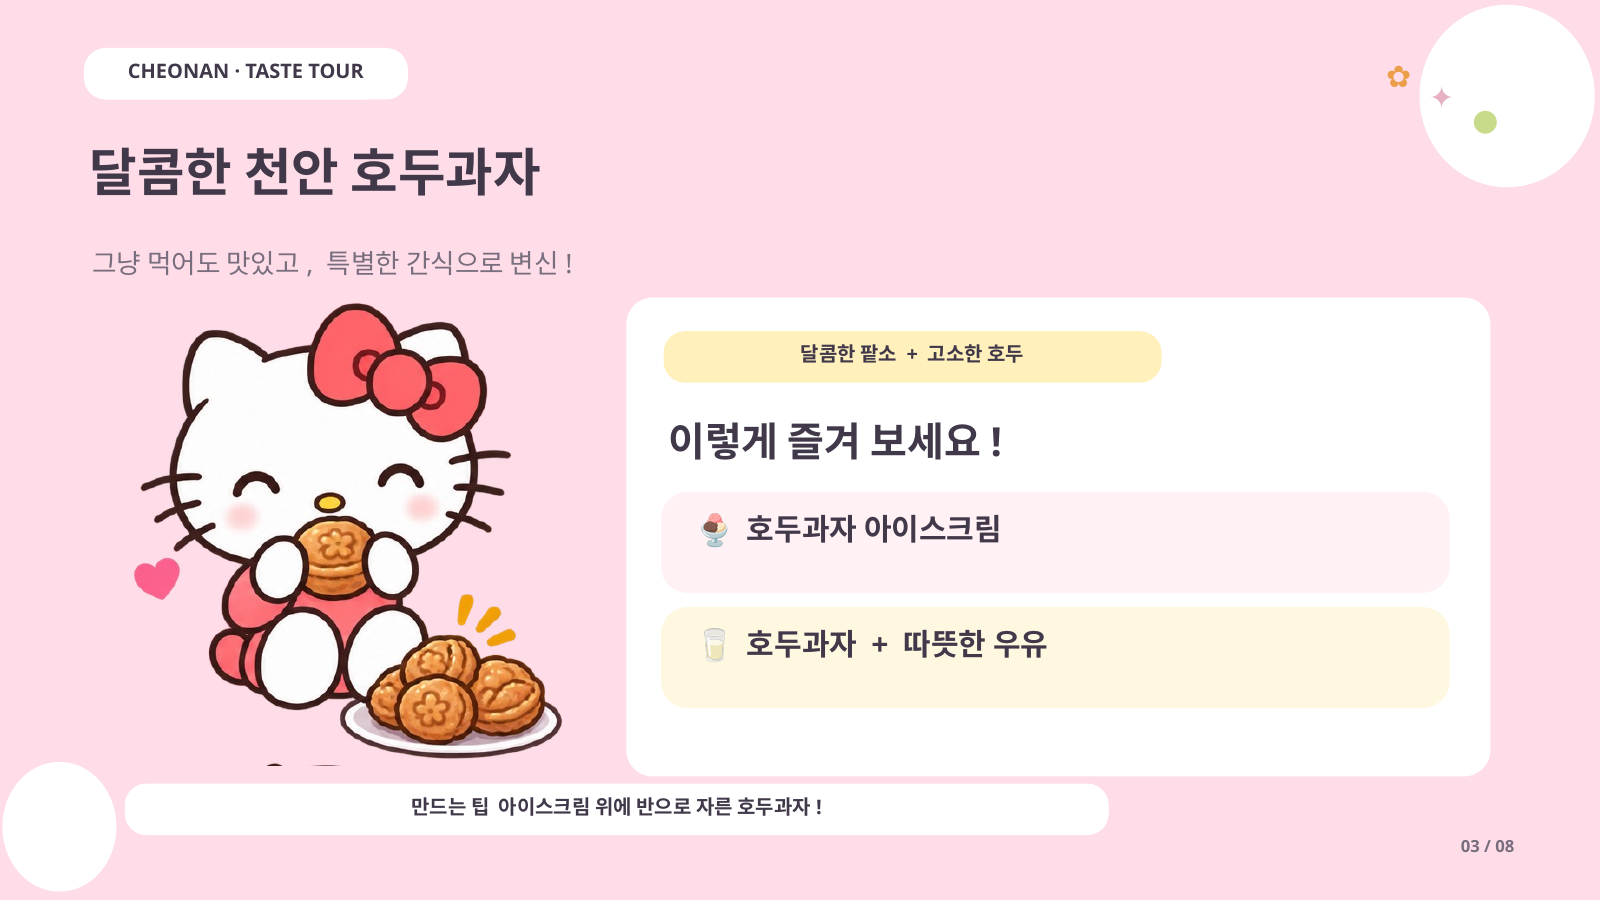 CHEONAN · TASTE TOUR
달콤한 천안 호두과자
그냥 먹어도 맛있고 , 특별한 간식으로 변신 !
달콤한 팥소 + 고소한 호두
이렇게 즐겨 보세요 !
호두과자 아이스크림
호두과자 + 따뜻한 우유
만드는 팁 아이스크림 위에 반으로 자른 호두과자 !
03 / 08